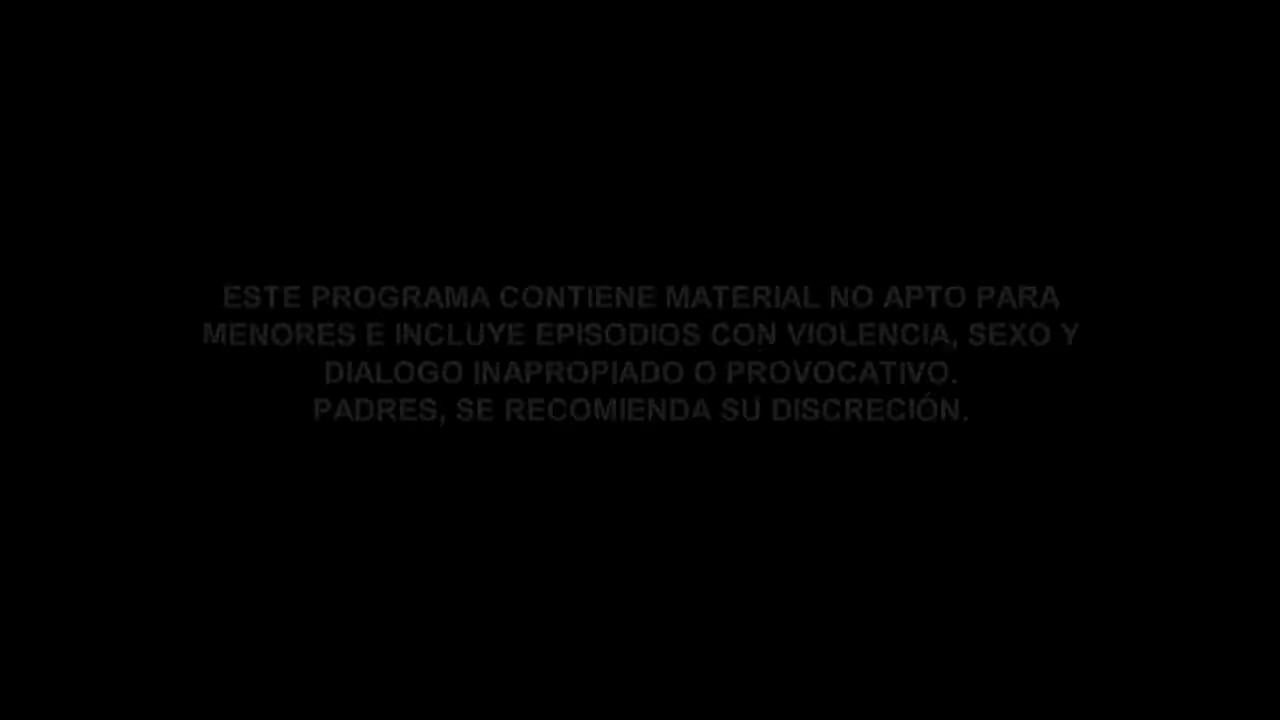 ESTE PROGRAMA CONTIENE MATERIAL NO APTO PARA
MENORES E INCLUYE EPISODIOS CON VIOLENCIA, SEXO Y
DIALOGO INAPROPIADO O PROVOCATIVO.
PADRES, SE RECOMIENDA SU DISCRECIÓN.